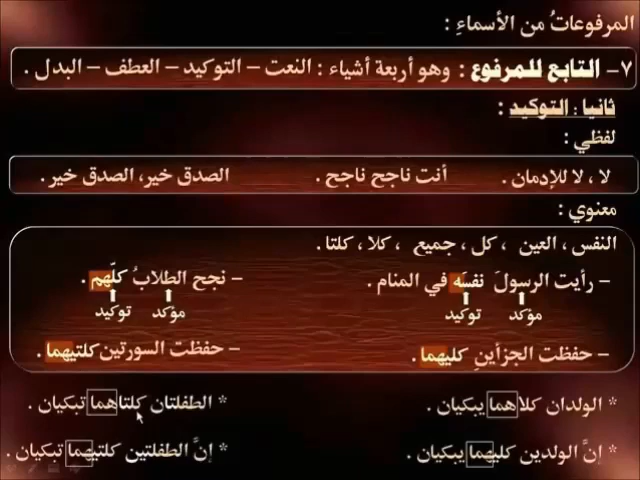 المرفوعاتُ من الأسماءِ :
٧- التابع للمرفوع : وهو أربعة أشياء : النعت – التوكيد – العطف – البدل .
ثانيا : التوكيد :
لفظي :
لا ، لا للإدمان . أنت ناجح ناجح . الصدق خير، الصدق خير .
معنوي :
النفس ، العين ، كل ، جميع ، كلا ، كلتا .
– رأيت الرسولَ نفسَه في المنام . – نجح الطلابُ كلُّهم .
مؤكد توكيد مؤكد توكيد
– حفظت الجزأينِ كليهما . – حفظت السورتين كلتيهما .
* الولدان كلاهما يبكيان . * الطفلتان كلتاهما تبكيان .
* إنَّ الولدين كليهما يبكيان . * إنَّ الطفلتين كلتيهما تبكيان .